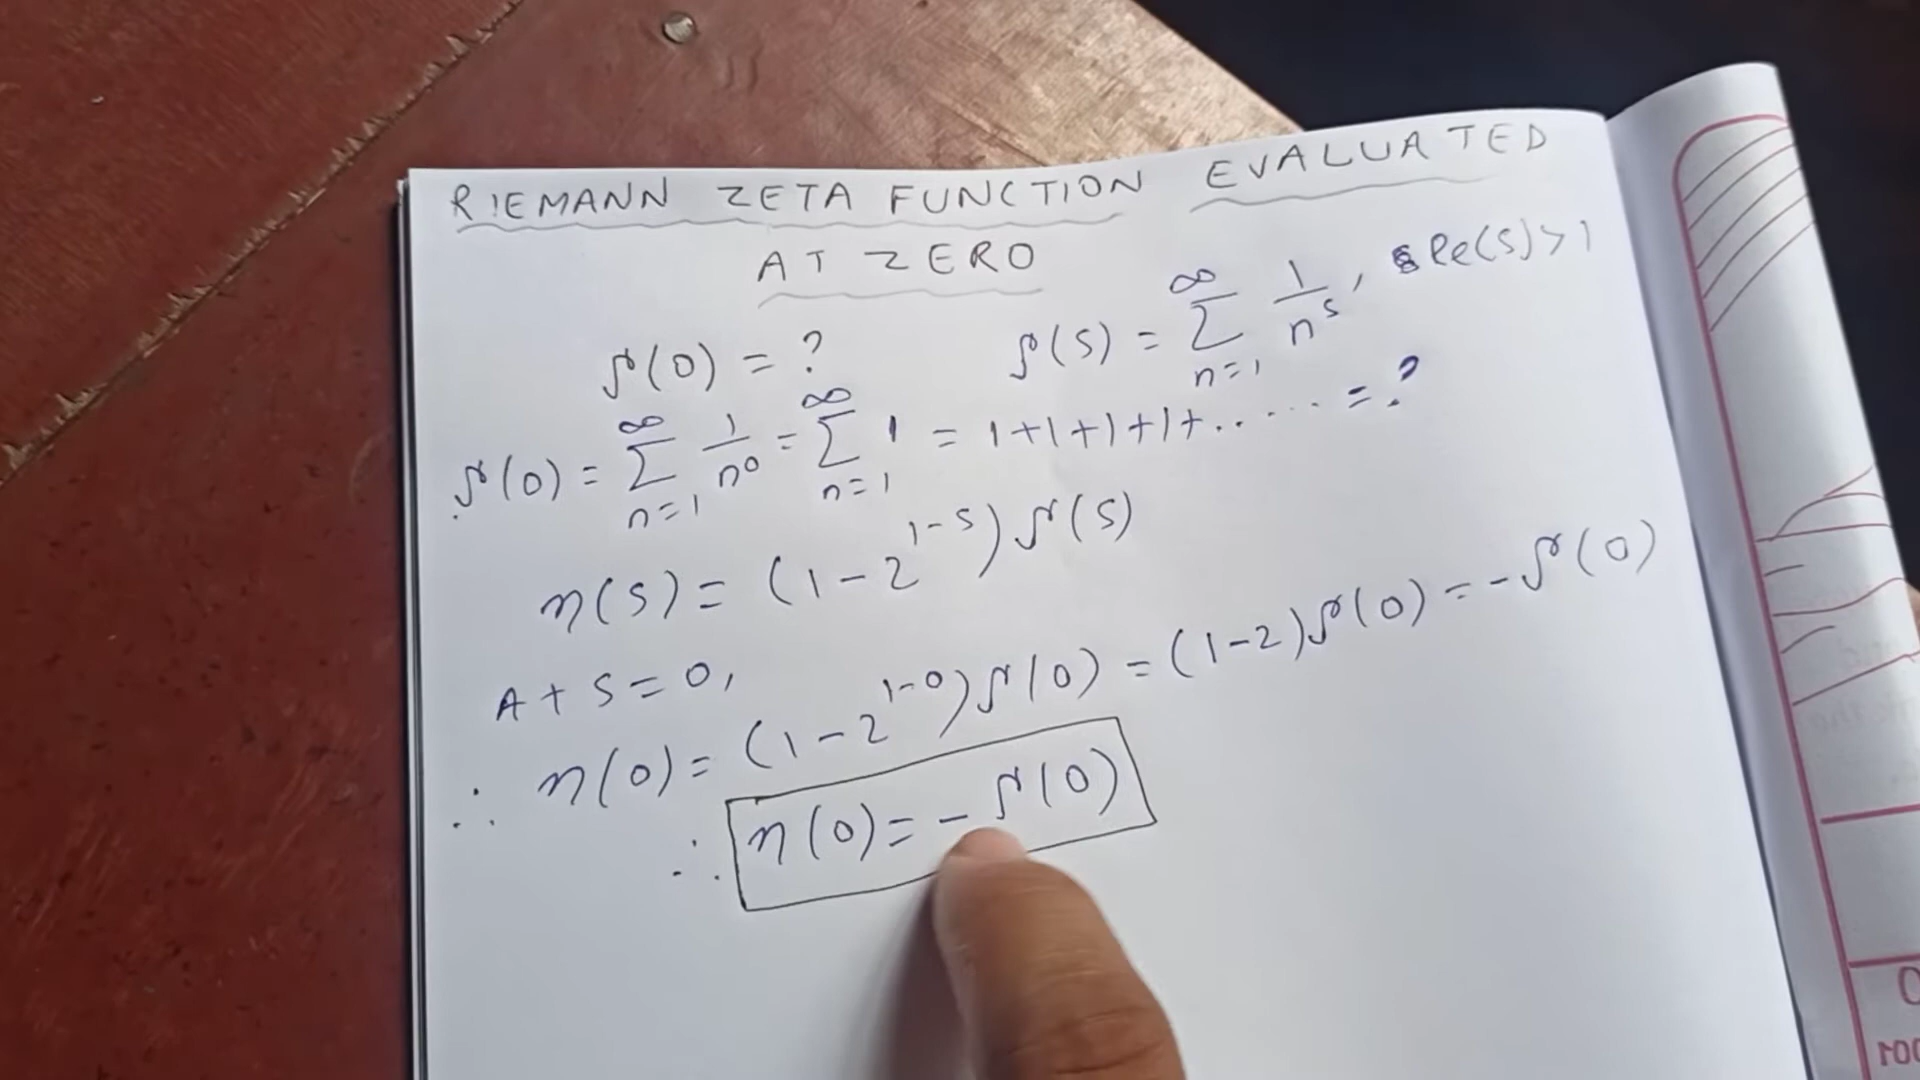 RIEMANN ZETA FUNCTION EVALUATED
AT ZERO
ζ(0) = ? ζ(s) = ∑_{n=1}^{∞} 1/n^s, Re(s)>1
ζ(0) = ∑_{n=1}^{∞} 1/n^0 = ∑_{n=1}^{∞} 1 = 1+1+1+1+...... = ?
η(s) = (1-2^{1-s})ζ(s)
At s=0,
∴ η(0) = (1-2^{1-0})ζ(0) = (1-2)ζ(0) = -ζ(0)
∴ η(0) = -ζ(0)